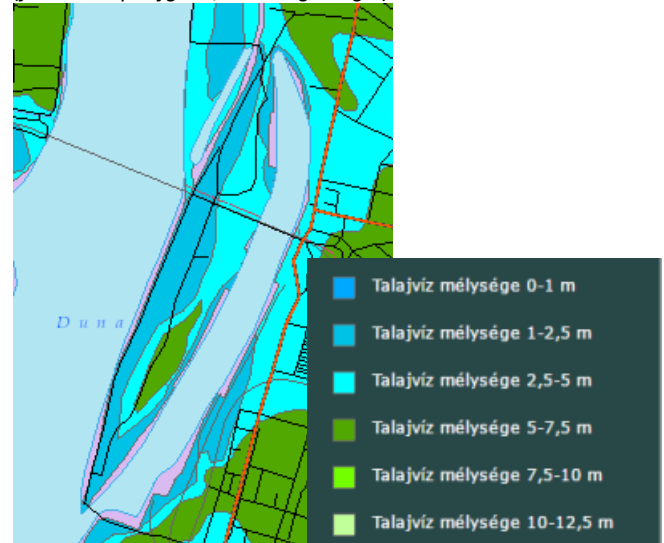 Duna
Talajvíz mélysége 0-1 m
Talajvíz mélysége 1-2,5 m
Talajvíz mélysége 2,5-5 m
Talajvíz mélysége 5-7,5 m
Talajvíz mélysége 7,5-10 m
Talajvíz mélysége 10-12,5 m